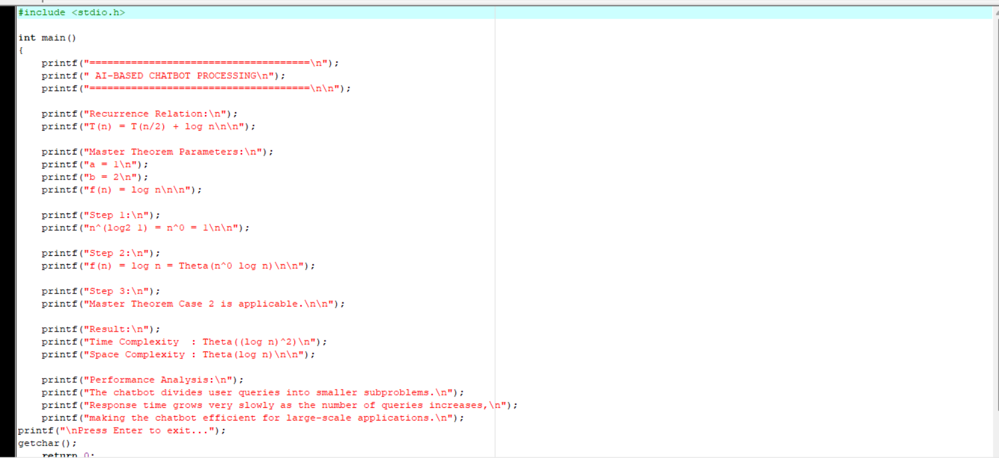 #include <stdio.h>
int main()
{
    printf("=====================================\n");
    printf(" AI-BASED CHATBOT PROCESSING\n");
    printf("=====================================\n\n");
    printf("Recurrence Relation:\n");
    printf("T(n) = T(n/2) + log n\n\n");
    printf("Master Theorem Parameters:\n");
    printf("a = 1\n");
    printf("b = 2\n");
    printf("f(n) = log n\n\n");
    printf("Step 1:\n");
    printf("n^(log2 1) = n^0 = 1\n\n");
    printf("Step 2:\n");
    printf("f(n) = log n = Theta(n^0 log n)\n\n");
    printf("Step 3:\n");
    printf("Master Theorem Case 2 is applicable.\n\n");
    printf("Result:\n");
    printf("Time Complexity  : Theta((log n)^2)\n");
    printf("Space Complexity : Theta(log n)\n\n");
    printf("Performance Analysis:\n");
    printf("The chatbot divides user queries into smaller subproblems.\n");
    printf("Response time grows very slowly as the number of queries increases,\n");
    printf("making the chatbot efficient for large-scale applications.\n");
printf("\nPress Enter to exit...");
getchar();
    return 0;